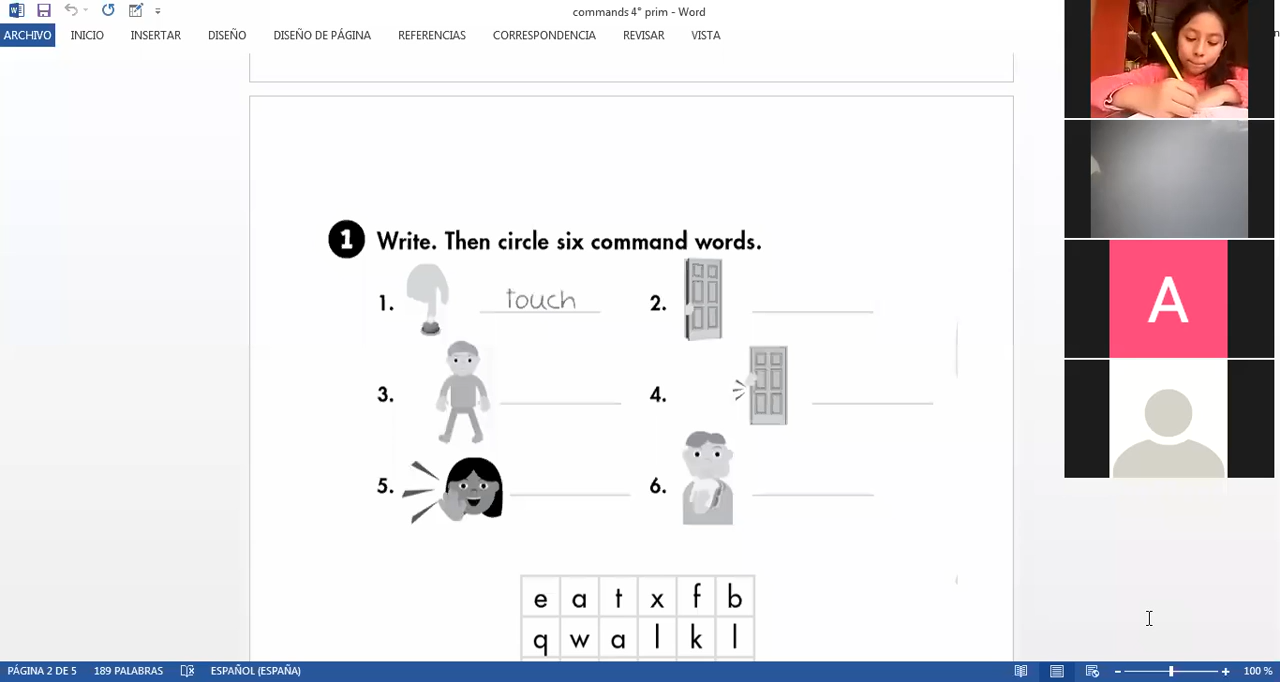 commands 4° prim - Word
ARCHIVO INICIO INSERTAR DISEÑO DISEÑO DE PÁGINA REFERENCIAS CORRESPONDENCIA REVISAR VISTA
1 Write. Then circle six command words.
1. touch 2.
3. 4.
5. 6.
e a t x f b
q w a l k l
A
PÁGINA 2 DE 5 189 PALABRAS ESPAÑOL (ESPAÑA) 100 %